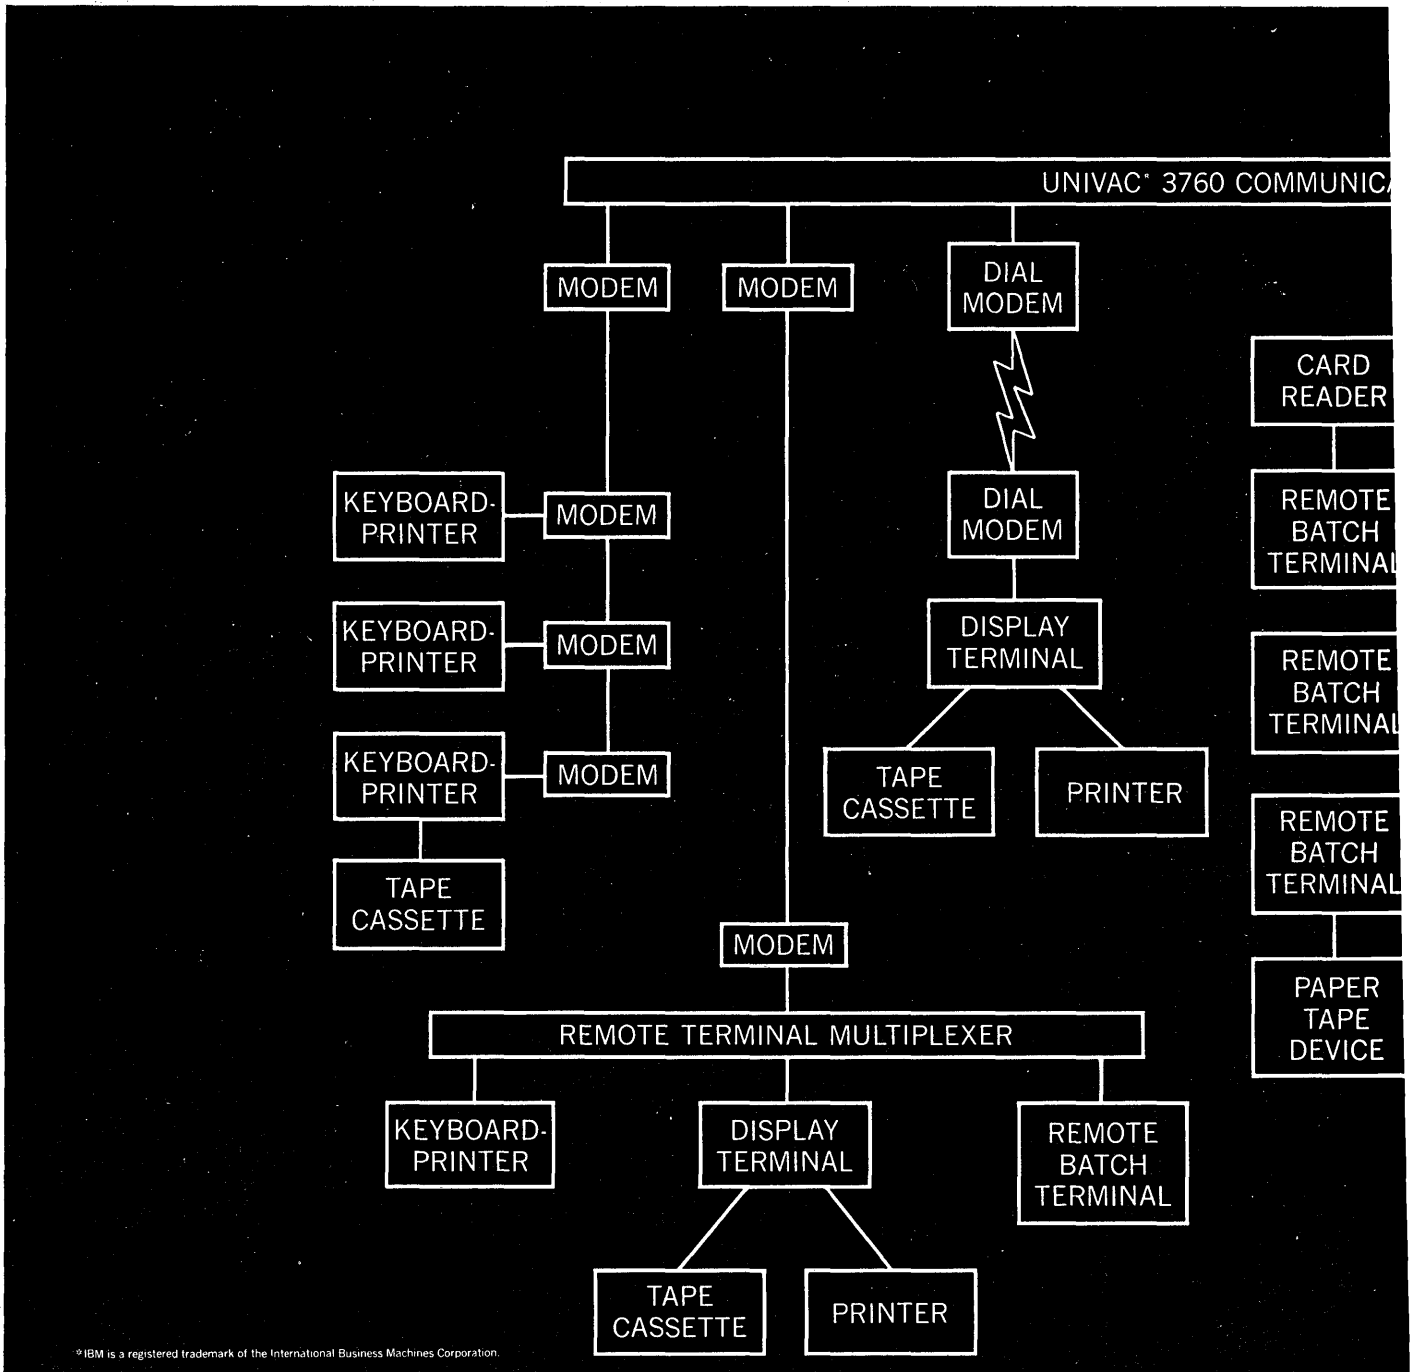 UNIVAC* 3760 COMMUNICA
MODEM
MODEM
DIAL
MODEM
CARD
READER
KEYBOARD-
PRINTER
MODEM
DIAL
MODEM
REMOTE
BATCH
TERMINAL
KEYBOARD-
PRINTER
MODEM
DISPLAY
TERMINAL
REMOTE
BATCH
TERMINAL
KEYBOARD-
PRINTER
MODEM
TAPE
CASSETTE
PRINTER
REMOTE
BATCH
TERMINAL
TAPE
CASSETTE
MODEM
PAPER
TAPE
DEVICE
REMOTE TERMINAL MULTIPLEXER
KEYBOARD-
PRINTER
DISPLAY
TERMINAL
REMOTE
BATCH
TERMINAL
TAPE
CASSETTE
PRINTER
*IBM is a registered trademark of the International Business Machines Corporation.